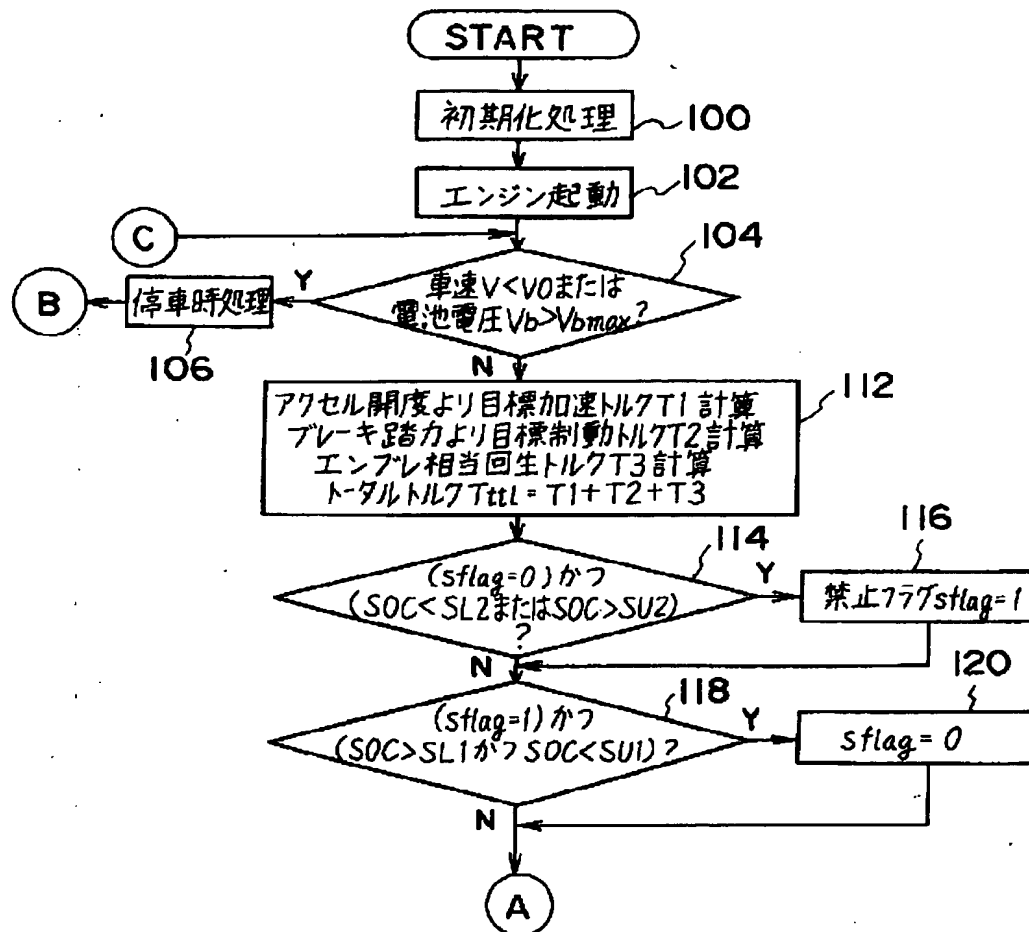 START
初期化処理
100
エンジン起動
102
C
104
車速V<V0または
電池電圧Vb>Vbmax?
Y
停車時処理
B
106
N
112
アクセル開度より目標加速トルクT1計算
ブレーキ踏力より目標制動トルクT2計算
エンブレ相当回生トルクT3計算
トータルトルクTttl=T1+T2+T3
114
116
(sflag=0)かつ
(SOC<SL2またはSOC>SU2)
?
Y
禁止フラグsflag=1
N
118
120
(sflag=1)かつ
(SOC>SL1かつSOC<SU1)?
Y
sflag=0
N
A